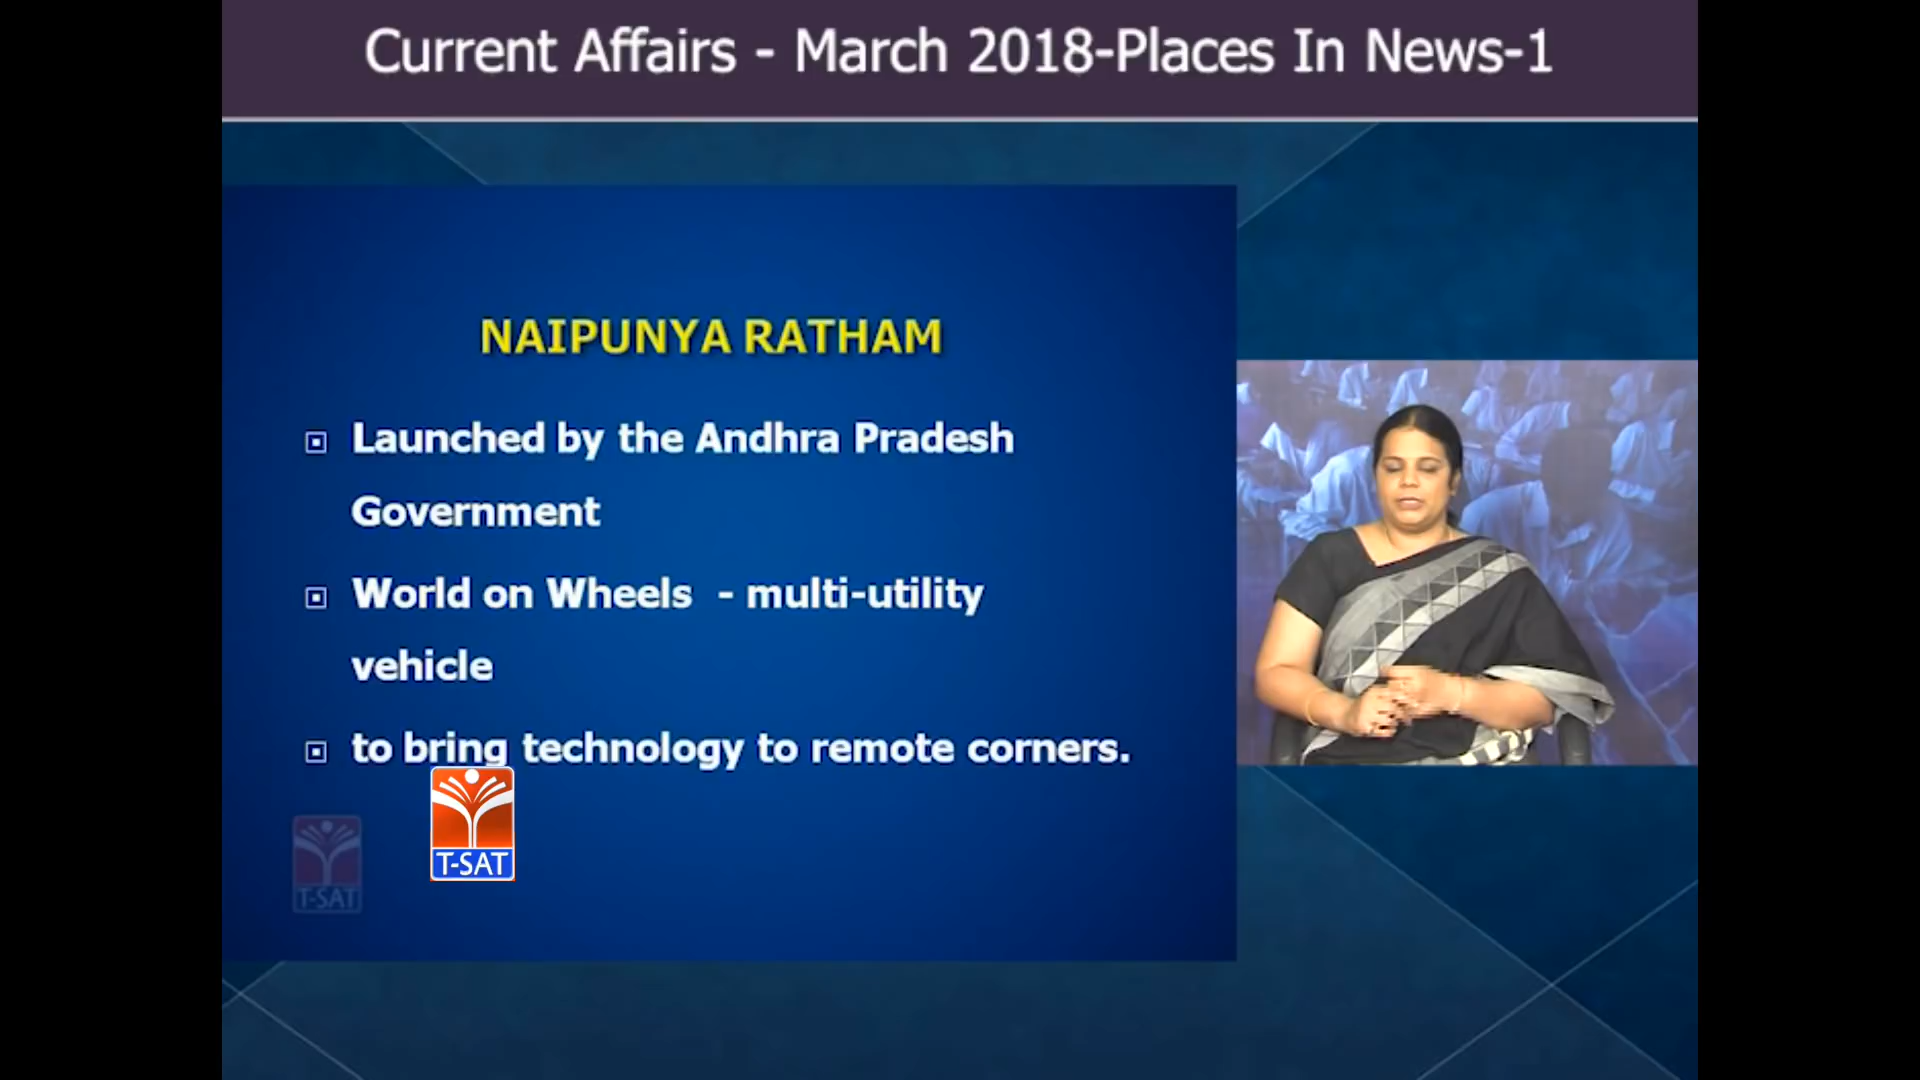 Current Affairs - March 2018-Places In News-1
NAIPUNYA RATHAM
Launched by the Andhra Pradesh
Government
World on Wheels - multi-utility
vehicle
to bring technology to remote corners.
T-SAT
T-SAT